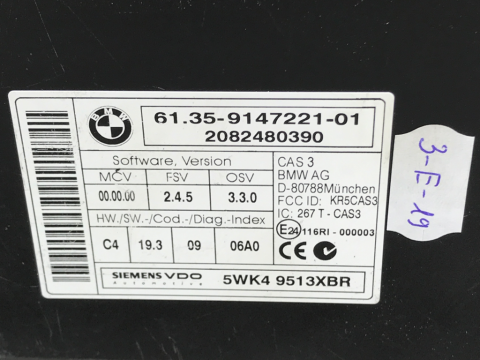 BMW
61.35-9147221-01
2082480390
Software, Version
MCV FSV OSV
00.00.00 2.4.5 3.3.0
HW./SW.-Cod./Diag.-Index
C4 19.3 09 06A0
CAS 3
BMW AG
D-80788München
FCC ID: KR5CAS3
IC: 267 T - CAS3
E24 116RI - 000003
SIEMENS VDO
Automotive
5WK4 9513XBR
3-E-19